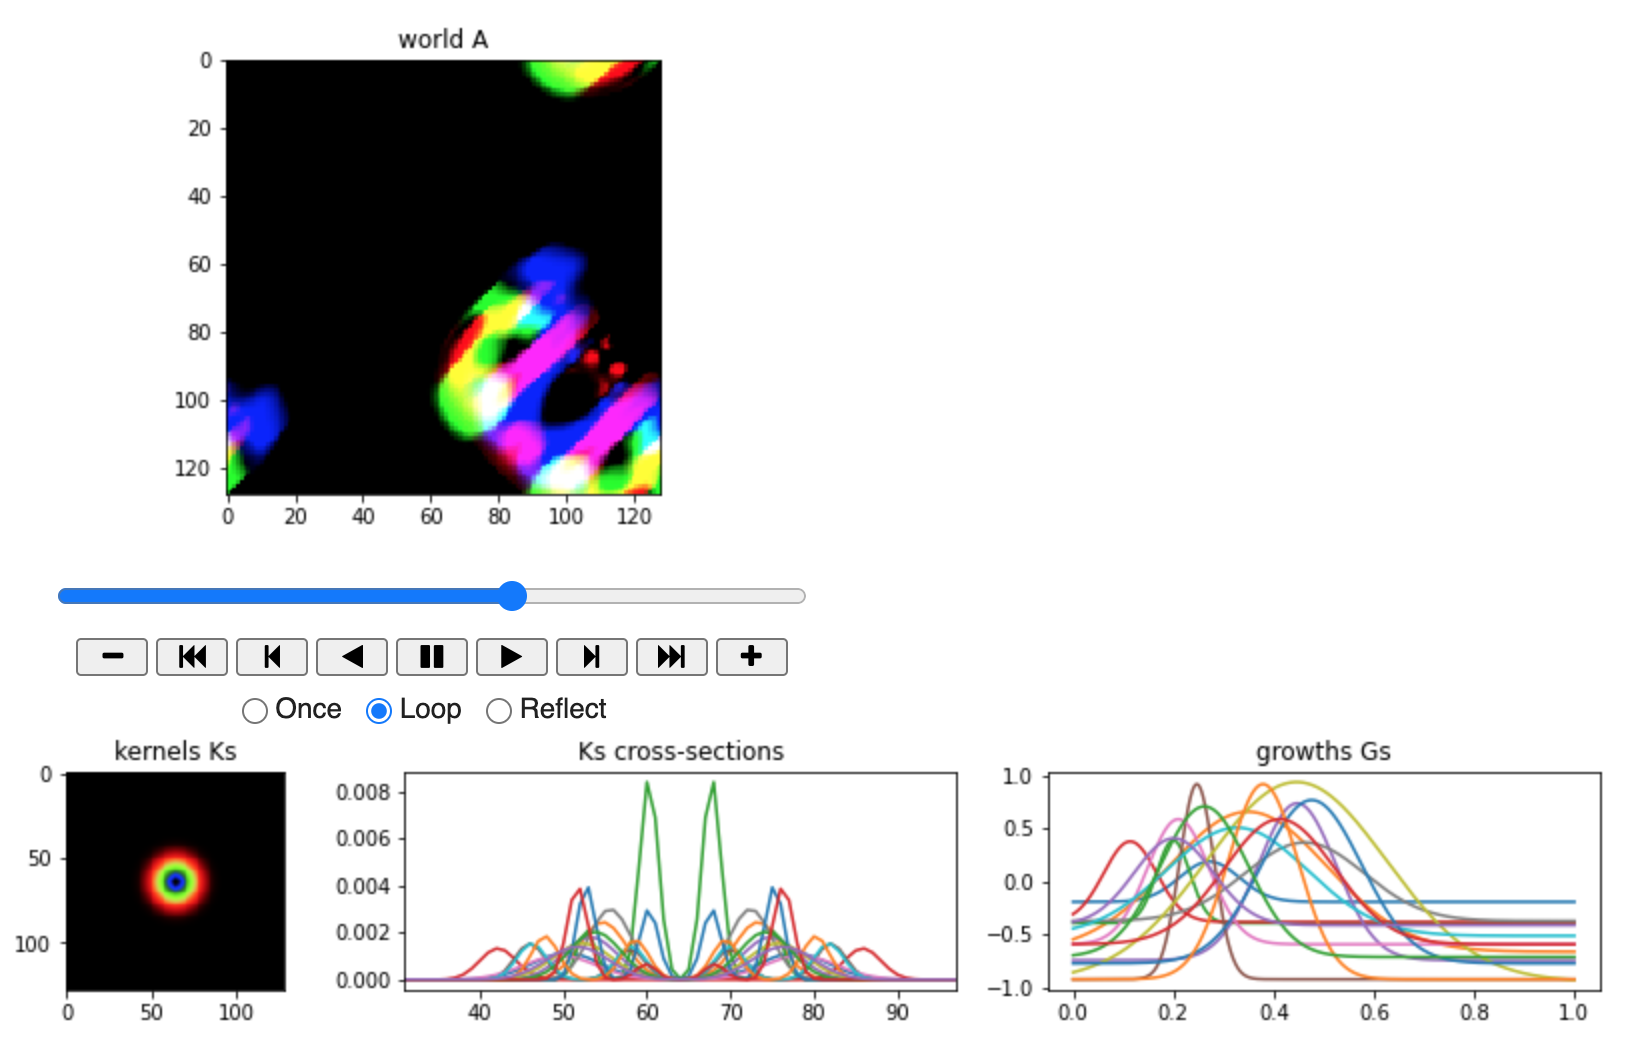 world A
0
20
40
60
80
100
120
0 20 40 60 80 100 120
Once Loop Reflect
kernels Ks
0
50
100
0 50 100
Ks cross-sections
0.008
0.006
0.004
0.002
0.000
40 50 60 70 80 90
growths Gs
1.0
0.5
0.0
−0.5
−1.0
0.0 0.2 0.4 0.6 0.8 1.0